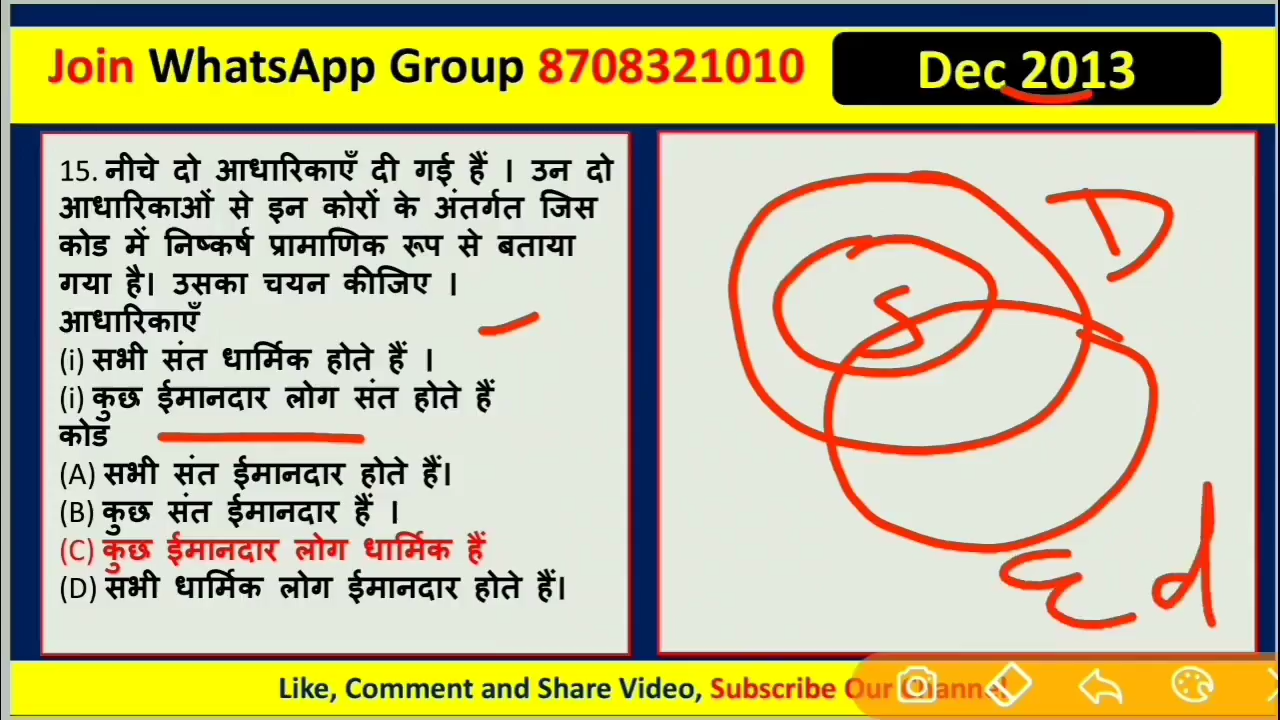 Join WhatsApp Group 8708321010
Dec 2013
15. नीचे दो आधारिकाएँ दी गई हैं । उन दो
आधारिकाओं से इन कोरों के अंतर्गत जिस
कोड में निष्कर्ष प्रामाणिक रूप से बताया
गया है। उसका चयन कीजिए ।
आधारिकाएँ
(i) सभी संत धार्मिक होते हैं ।
(i) कुछ ईमानदार लोग संत होते हैं
कोड
(A) सभी संत ईमानदार होते हैं।
(B) कुछ संत ईमानदार हैं ।
(C) कुछ ईमानदार लोग धार्मिक हैं
(D) सभी धार्मिक लोग ईमानदार होते हैं।
D
S
Like, Comment and Share Video, Subscribe Our Channel